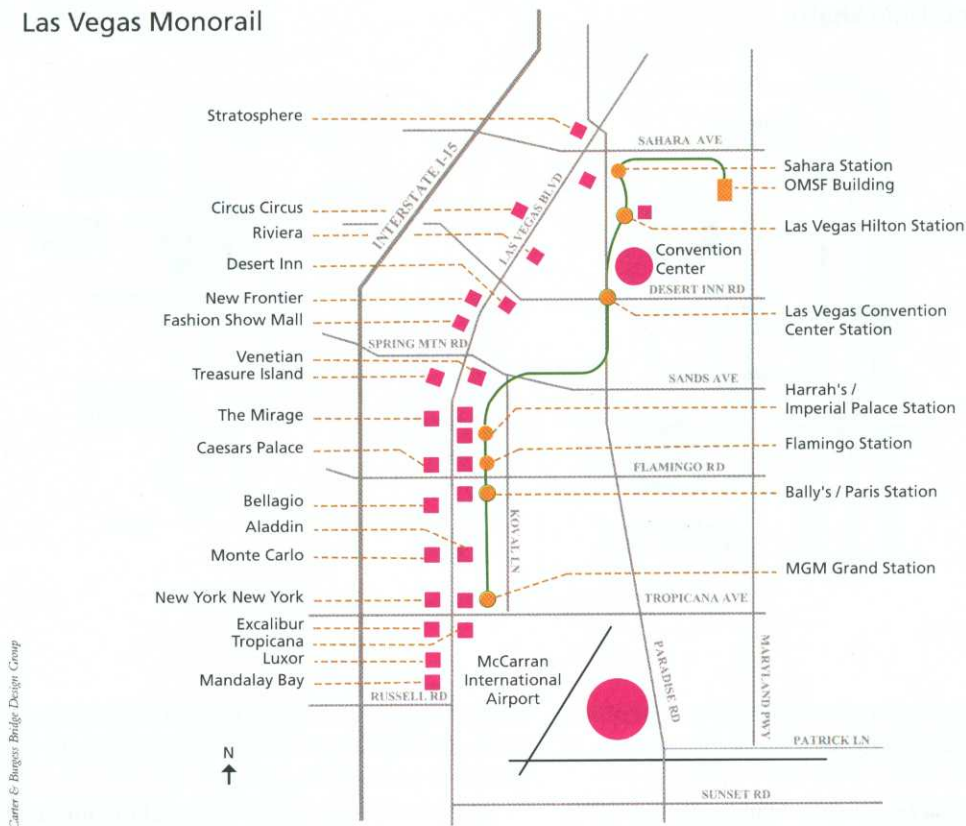 Las Vegas Monorail
Stratosphere
Circus Circus
Riviera
Desert Inn
New Frontier
Fashion Show Mall
Venetian
Treasure Island
The Mirage
Caesars Palace
Bellagio
Aladdin
Monte Carlo
New York New York
Excalibur
Tropicana
Luxor
Mandalay Bay
INTERSTATE I-15
LAS VEGAS BLVD
SAHARA AVE
Convention
Center
DESERT INN RD
SPRING MTN RD
SANDS AVE
FLAMINGO RD
KOVAL LN
TROPICANA AVE
McCarran
International
Airport
RUSSELL RD
PARADISE RD
MARYLAND PWY
PATRICK LN
SUNSET RD
Sahara Station
OMSF Building
Las Vegas Hilton Station
Las Vegas Convention
Center Station
Harrah's /
Imperial Palace Station
Flamingo Station
Bally's / Paris Station
MGM Grand Station
N
Carter & Burgess Bridge Design Group